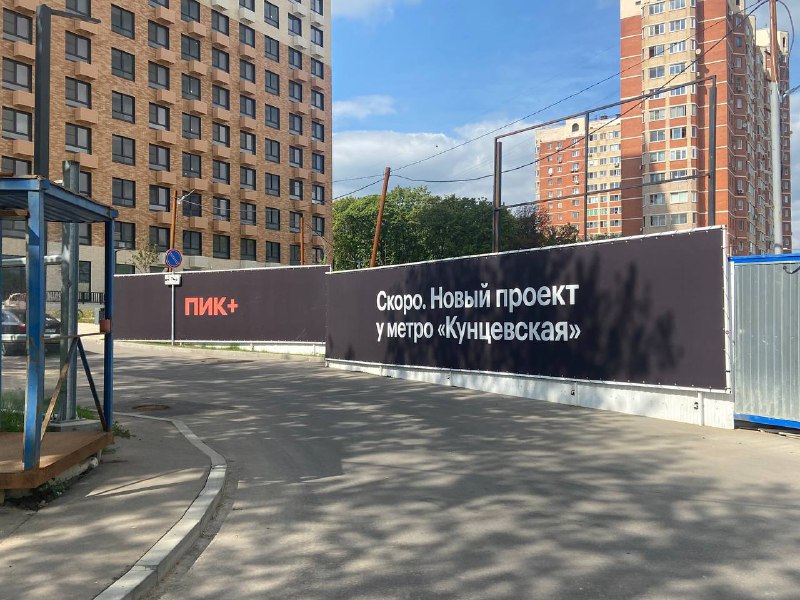 ПИК+
Скоро. Новый проект
у метро «Кунцевская»